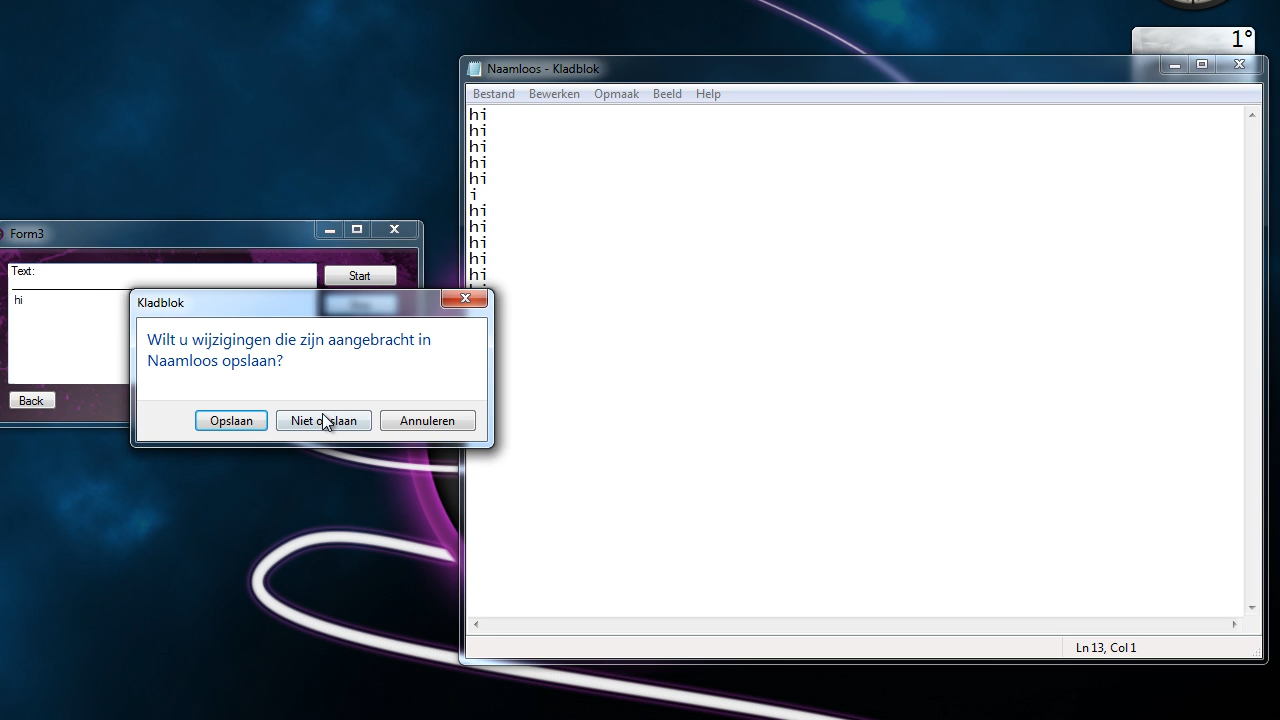 1°
Naamloos - Kladblok
Bestand Bewerken Opmaak Beeld Help
hi
hi
hi
hi
hi
i
hi
hi
hi
hi
hi
Form3
Text:
Start
hi
Back
Kladblok
Wilt u wijzigingen die zijn aangebracht in
Naamloos opslaan?
Opslaan Niet opslaan Annuleren
Ln 13, Col 1